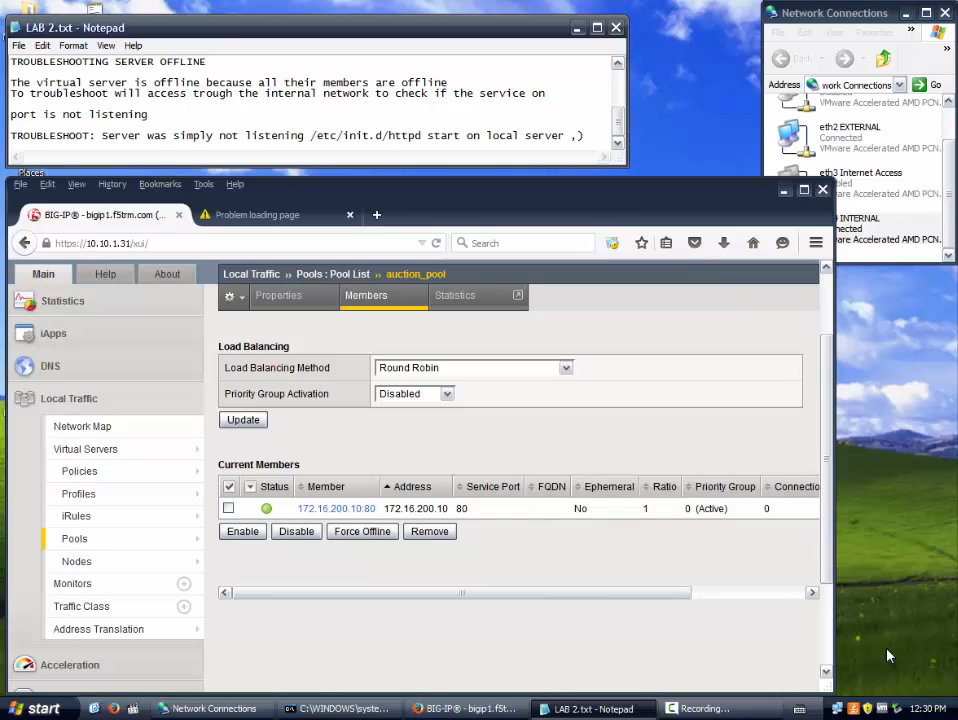 LAB 2.txt - Notepad
File Edit Format View Help
TROUBLESHOOTING SERVER OFFLINE
The virtual server is offline because all their members are offline
To troubleshoot will access trough the internal network to check if the service on
port is not listening
TROUBLESHOOT: Server was simply not listening /etc/init.d/httpd start on local server ,)
Network Connections
File Edit View Favorites »
Back »
Address work Connections Go
VMware Accelerated AMD PCN.
eth2 EXTERNAL
Connected
VMware Accelerated AMD PCN.
eth3 Internet Access
VMware Accelerated AMD PCN.
INTERNAL
VMware Accelerated AMD PCN.
Places
File Edit View History Bookmarks Tools Help
BIG-IP® - bigip1.f5trm.com (... Problem loading page
https://10.10.1.31/xui/ Search
Main Help About
Statistics
iApps
DNS
Local Traffic
Network Map
Virtual Servers
Policies
Profiles
iRules
Pools
Nodes
Monitors
Traffic Class
Address Translation
Acceleration
Local Traffic ›› Pools : Pool List ›› auction_pool
Properties Members Statistics
Load Balancing
Load Balancing Method Round Robin
Priority Group Activation Disabled
Update
Current Members
Status Member Address Service Port FQDN Ephemeral Ratio Priority Group Connectio
172.16.200.10:80 172.16.200.10 80 No 1 0 (Active) 0
Enable Disable Force Offline Remove
start Network Connections C:\WINDOWS\syste... BIG-IP® - bigip1.f5t... LAB 2.txt - Notepad Recording... 12:30 PM